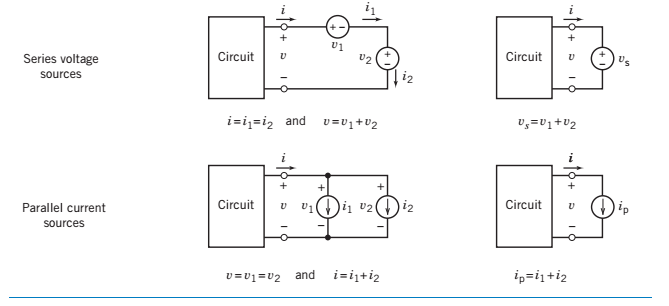 Series voltage
sources
Circuit
i
+
v
−
+ −
v₁
i₁
v₂
+
−
i₂
i=i₁=i₂ and v=v₁+v₂
Circuit
i
+
v
−
+
−
vₛ
vₛ=v₁+v₂
Parallel current
sources
Circuit
i
+
v
−
+
v₁
−
i₁
+
v₂
−
i₂
v=v₁=v₂ and i=i₁+i₂
Circuit
i
+
v
−
iₚ
iₚ=i₁+i₂